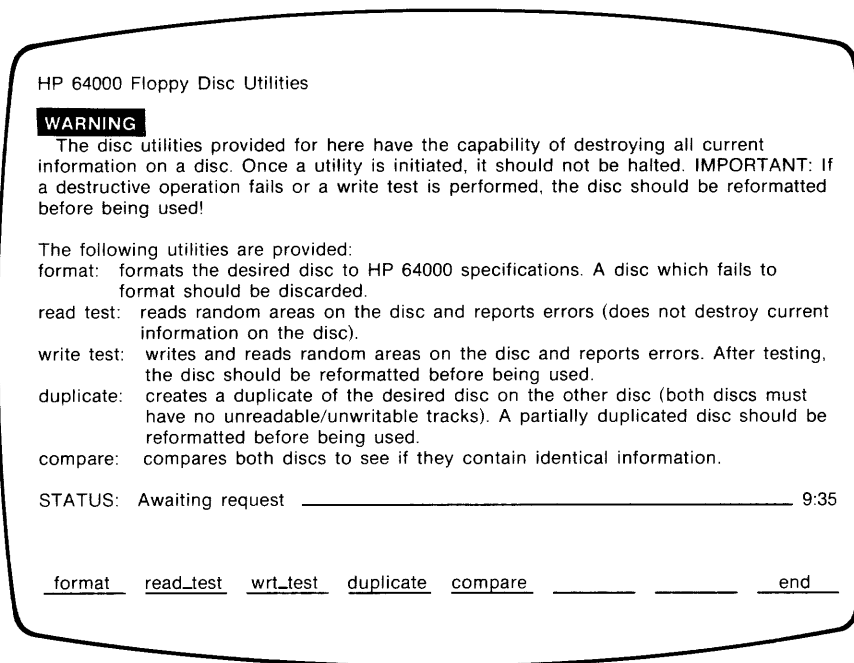 HP 64000 Floppy Disc Utilities
WARNING
The disc utilities provided for here have the capability of destroying all current
information on a disc. Once a utility is initiated, it should not be halted. IMPORTANT: If
a destructive operation fails or a write test is performed, the disc should be reformatted
before being used!
The following utilities are provided:
format: formats the desired disc to HP 64000 specifications. A disc which fails to
format should be discarded.
read test: reads random areas on the disc and reports errors (does not destroy current
information on the disc).
write test: writes and reads random areas on the disc and reports errors. After testing,
the disc should be reformatted before being used.
duplicate: creates a duplicate of the desired disc on the other disc (both discs must
have no unreadable/unwritable tracks). A partially duplicated disc should be
reformatted before being used.
compare: compares both discs to see if they contain identical information.
STATUS: Awaiting request 9:35
format read_test wrt_test duplicate compare end